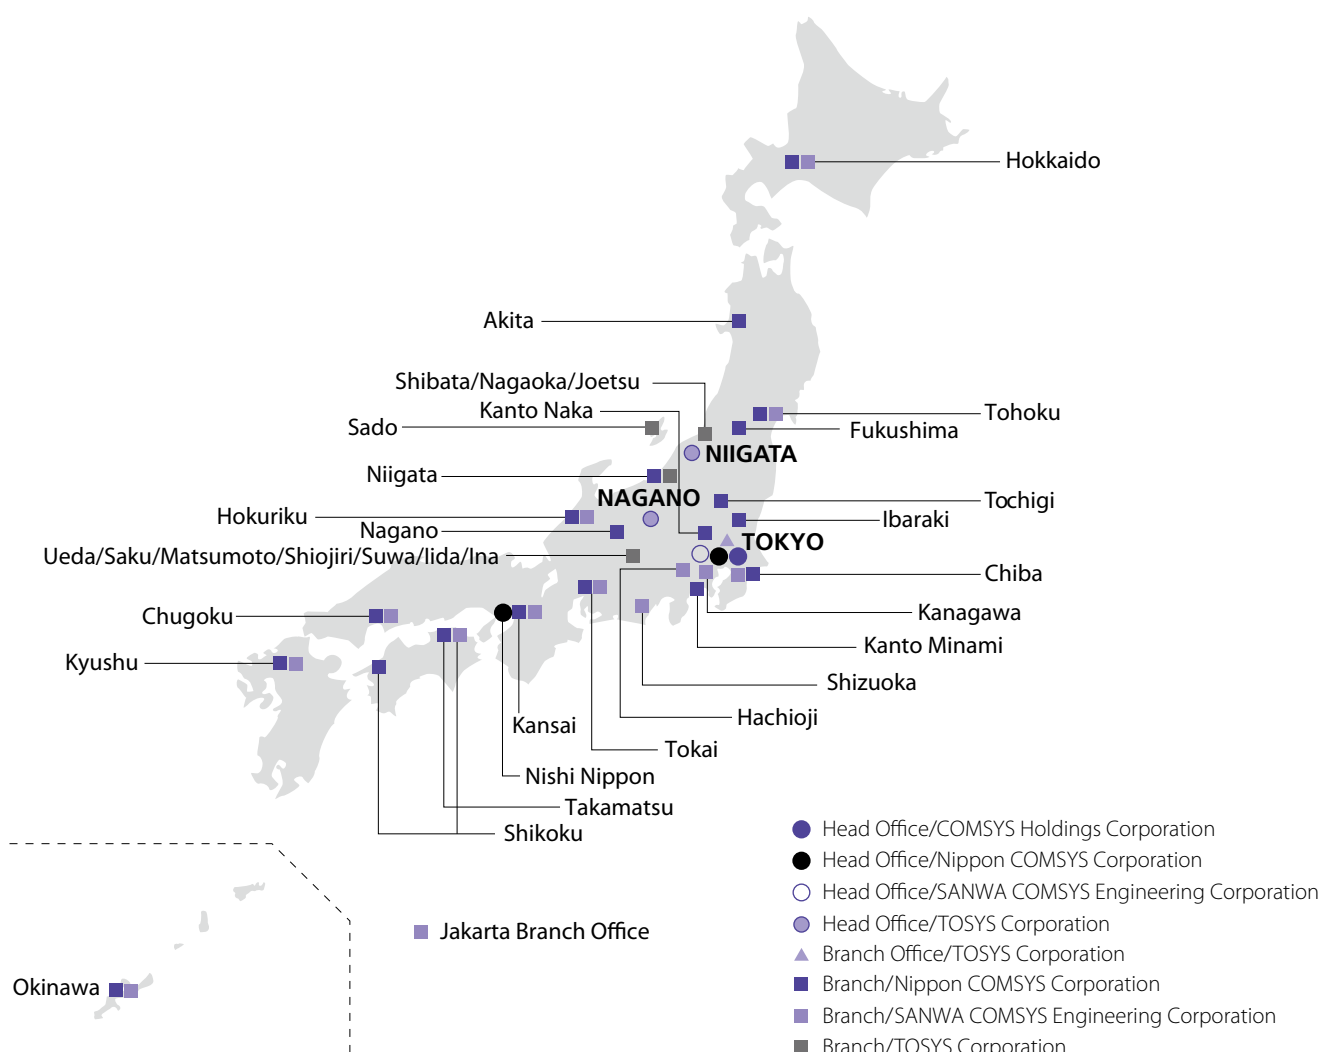 Hokkaido
Akita
Shibata/Nagaoka/Joetsu
Kanto Naka
Tohoku
Sado
Fukushima
NIIGATA
Niigata
NAGANO
Tochigi
Hokuriku
Ibaraki
Nagano
TOKYO
Ueda/Saku/Matsumoto/Shiojiri/Suwa/Iida/Ina
Chiba
Chugoku
Kanagawa
Kanto Minami
Kyushu
Shizuoka
Hachioji
Kansai
Tokai
Nishi Nippon
Takamatsu
Shikoku
Head Office/COMSYS Holdings Corporation
Head Office/Nippon COMSYS Corporation
Head Office/SANWA COMSYS Engineering Corporation
Head Office/TOSYS Corporation
Jakarta Branch Office
Branch Office/TOSYS Corporation
Branch/Nippon COMSYS Corporation
Okinawa
Branch/SANWA COMSYS Engineering Corporation
Branch/TOSYS Corporation